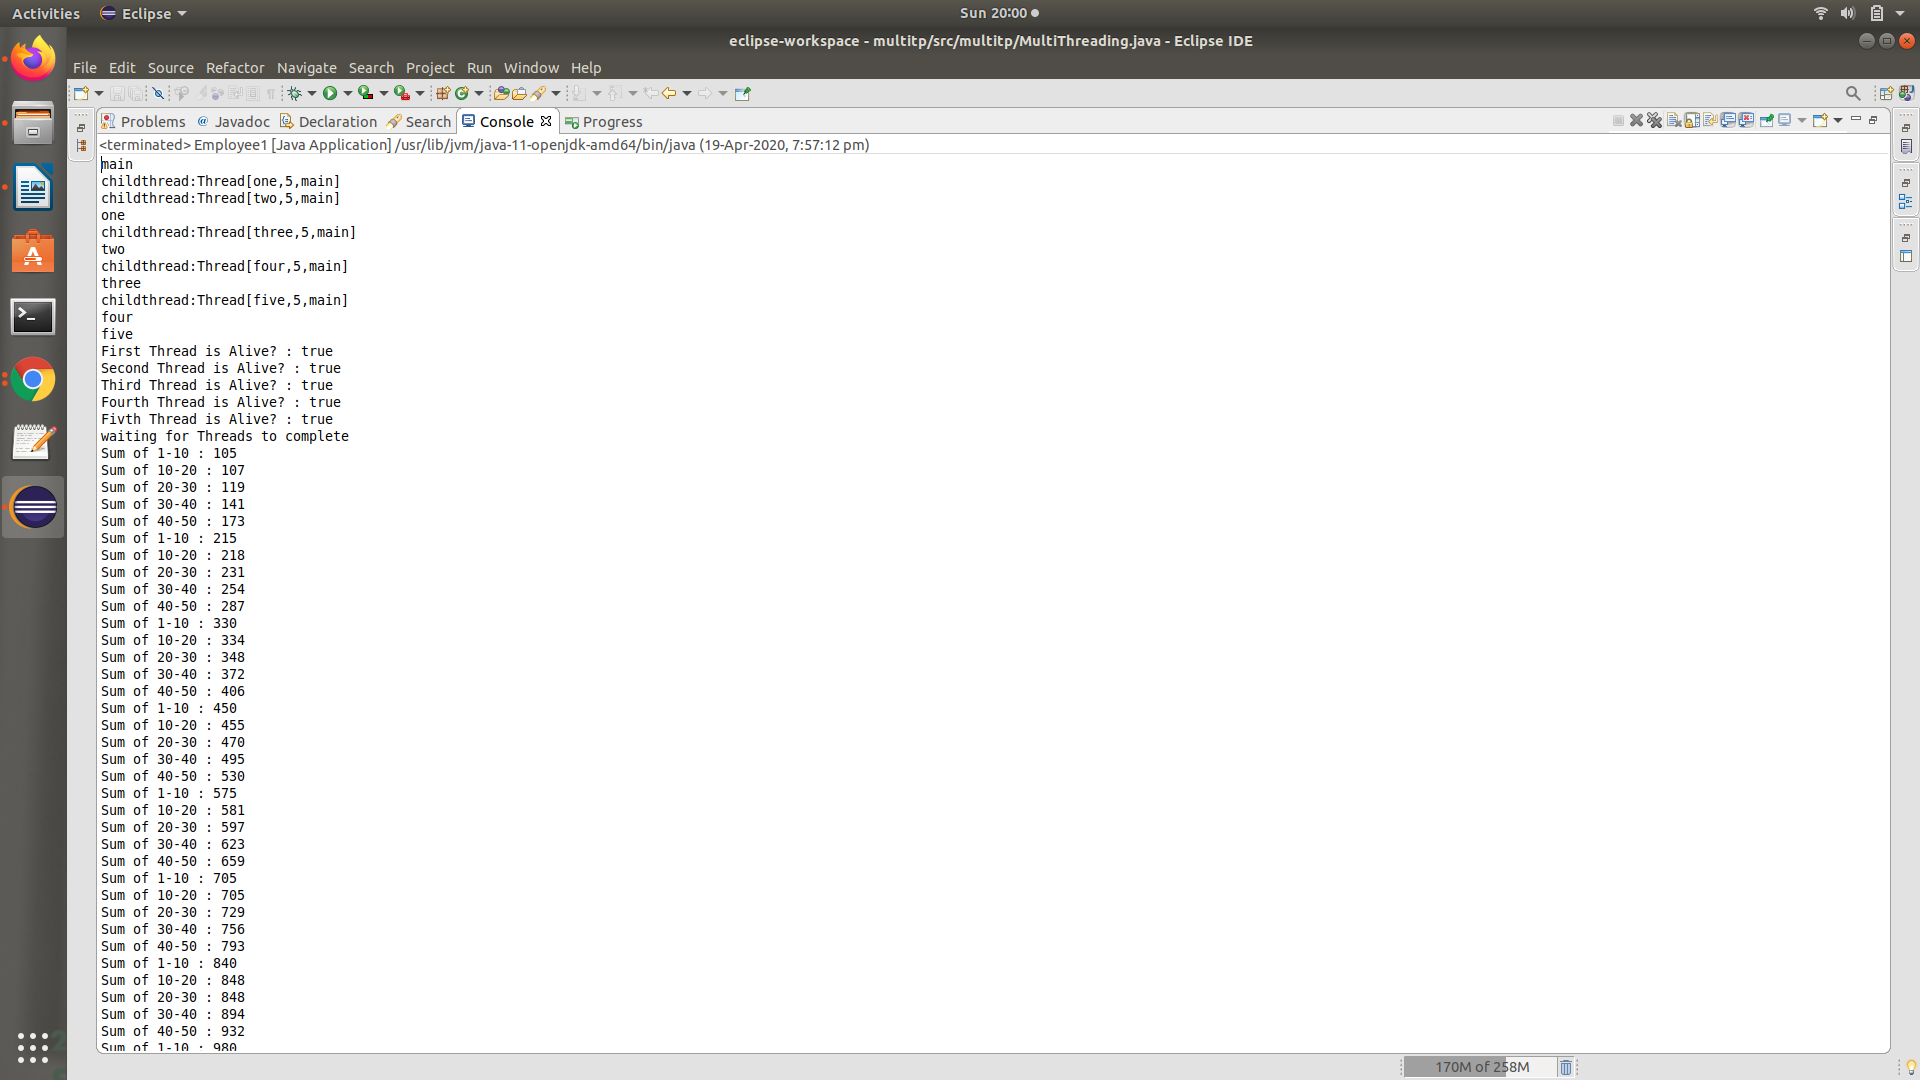 Activities Eclipse Sun 20:00
eclipse-workspace - multitp/src/multitp/MultiThreading.java - Eclipse IDE
File Edit Source Refactor Navigate Search Project Run Window Help
Problems Javadoc Declaration Search Console Progress
<terminated> Employee1 [Java Application] /usr/lib/jvm/java-11-openjdk-amd64/bin/java (19-Apr-2020, 7:57:12 pm)
main
childthread:Thread[one,5,main]
childthread:Thread[two,5,main]
one
childthread:Thread[three,5,main]
two
childthread:Thread[four,5,main]
three
childthread:Thread[five,5,main]
four
five
First Thread is Alive? : true
Second Thread is Alive? : true
Third Thread is Alive? : true
Fourth Thread is Alive? : true
Fivth Thread is Alive? : true
waiting for Threads to complete
Sum of 1-10 : 105
Sum of 10-20 : 107
Sum of 20-30 : 119
Sum of 30-40 : 141
Sum of 40-50 : 173
Sum of 1-10 : 215
Sum of 10-20 : 218
Sum of 20-30 : 231
Sum of 30-40 : 254
Sum of 40-50 : 287
Sum of 1-10 : 330
Sum of 10-20 : 334
Sum of 20-30 : 348
Sum of 30-40 : 372
Sum of 40-50 : 406
Sum of 1-10 : 450
Sum of 10-20 : 455
Sum of 20-30 : 470
Sum of 30-40 : 495
Sum of 40-50 : 530
Sum of 1-10 : 575
Sum of 10-20 : 581
Sum of 20-30 : 597
Sum of 30-40 : 623
Sum of 40-50 : 659
Sum of 1-10 : 705
Sum of 10-20 : 705
Sum of 20-30 : 729
Sum of 30-40 : 756
Sum of 40-50 : 793
Sum of 1-10 : 840
Sum of 10-20 : 848
Sum of 20-30 : 848
Sum of 30-40 : 894
Sum of 40-50 : 932
Sum of 1-10 : 980
170M of 258M